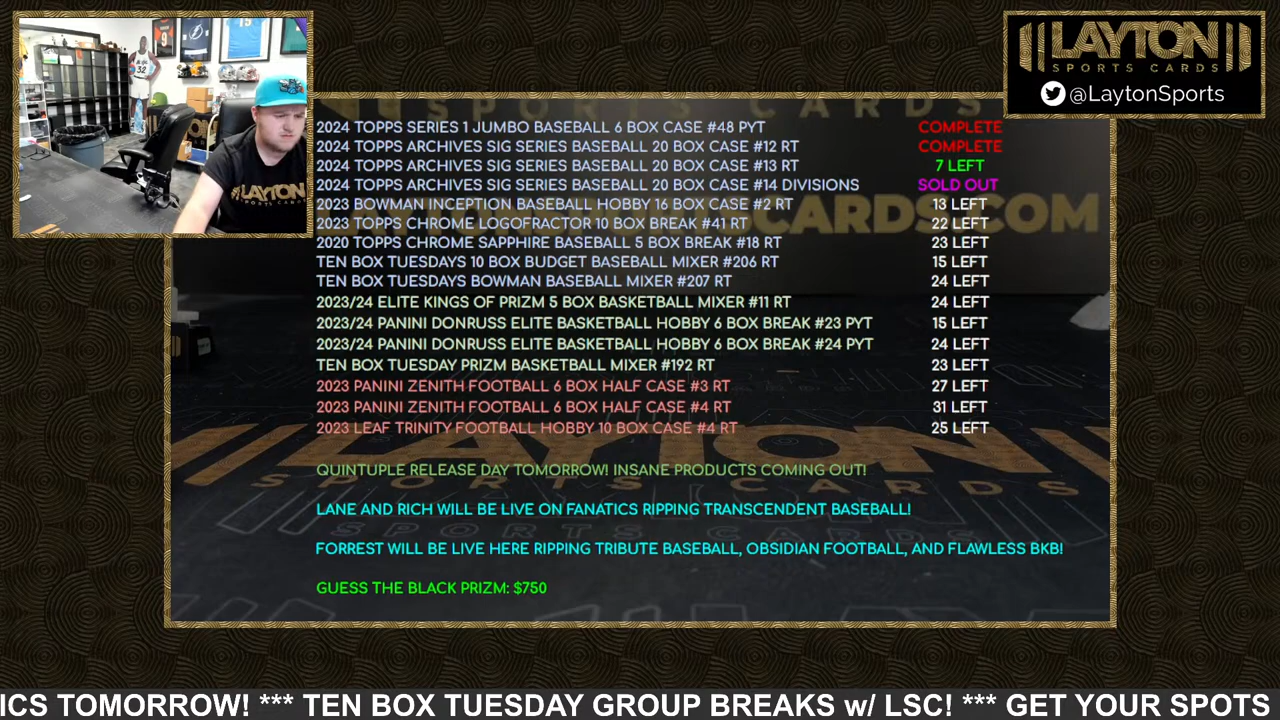 LAYTON
SPORTS CARDS
@LaytonSports
2024 TOPPS SERIES 1 JUMBO BASEBALL 6 BOX CASE #48 PYT COMPLETE
2024 TOPPS ARCHIVES SIG SERIES BASEBALL 20 BOX CASE #12 RT COMPLETE
2024 TOPPS ARCHIVES SIG SERIES BASEBALL 20 BOX CASE #13 RT 7 LEFT
2024 TOPPS ARCHIVES SIG SERIES BASEBALL 20 BOX CASE #14 DIVISIONS SOLD OUT
2023 BOWMAN INCEPTION BASEBALL HOBBY 16 BOX CASE #2 RT 13 LEFT
2023 TOPPS CHROME LOGOFRACTOR 10 BOX BREAK #41 RT 22 LEFT
2020 TOPPS CHROME SAPPHIRE BASEBALL 5 BOX BREAK #18 RT 23 LEFT
TEN BOX TUESDAYS 10 BOX BUDGET BASEBALL MIXER #206 RT 15 LEFT
TEN BOX TUESDAYS BOWMAN BASEBALL MIXER #207 RT 24 LEFT
2023/24 ELITE KINGS OF PRIZM 5 BOX BASKETBALL MIXER #11 RT 24 LEFT
2023/24 PANINI DONRUSS ELITE BASKETBALL HOBBY 6 BOX BREAK #23 PYT 15 LEFT
2023/24 PANINI DONRUSS ELITE BASKETBALL HOBBY 6 BOX BREAK #24 PYT 24 LEFT
TEN BOX TUESDAY PRIZM BASKETBALL MIXER #192 RT 23 LEFT
2023 PANINI ZENITH FOOTBALL 6 BOX HALF CASE #3 RT 27 LEFT
2023 PANINI ZENITH FOOTBALL 6 BOX HALF CASE #4 RT 31 LEFT
2023 LEAF TRINITY FOOTBALL HOBBY 10 BOX CASE #4 RT 25 LEFT
QUINTUPLE RELEASE DAY TOMORROW! INSANE PRODUCTS COMING OUT!
LANE AND RICH WILL BE LIVE ON FANATICS RIPPING TRANSCENDENT BASEBALL!
FORREST WILL BE LIVE HERE RIPPING TRIBUTE BASEBALL, OBSIDIAN FOOTBALL, AND FLAWLESS BKB!
GUESS THE BLACK PRIZM: $750
ICS TOMORROW! *** TEN BOX TUESDAY GROUP BREAKS w/ LSC! *** GET YOUR SPOTS